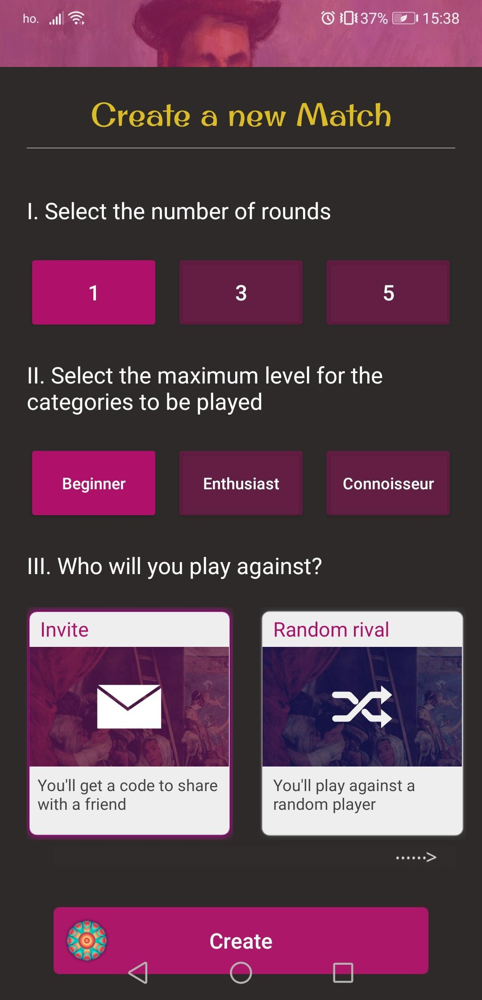 ho. 37% 15:38
Create a new Match
I. Select the number of rounds
1 3 5
II. Select the maximum level for the
categories to be played
Beginner Enthusiast Connoisseur
III. Who will you play against?
Invite
You'll get a code to share
with a friend
Random rival
You'll play against a
random player
······>
Create